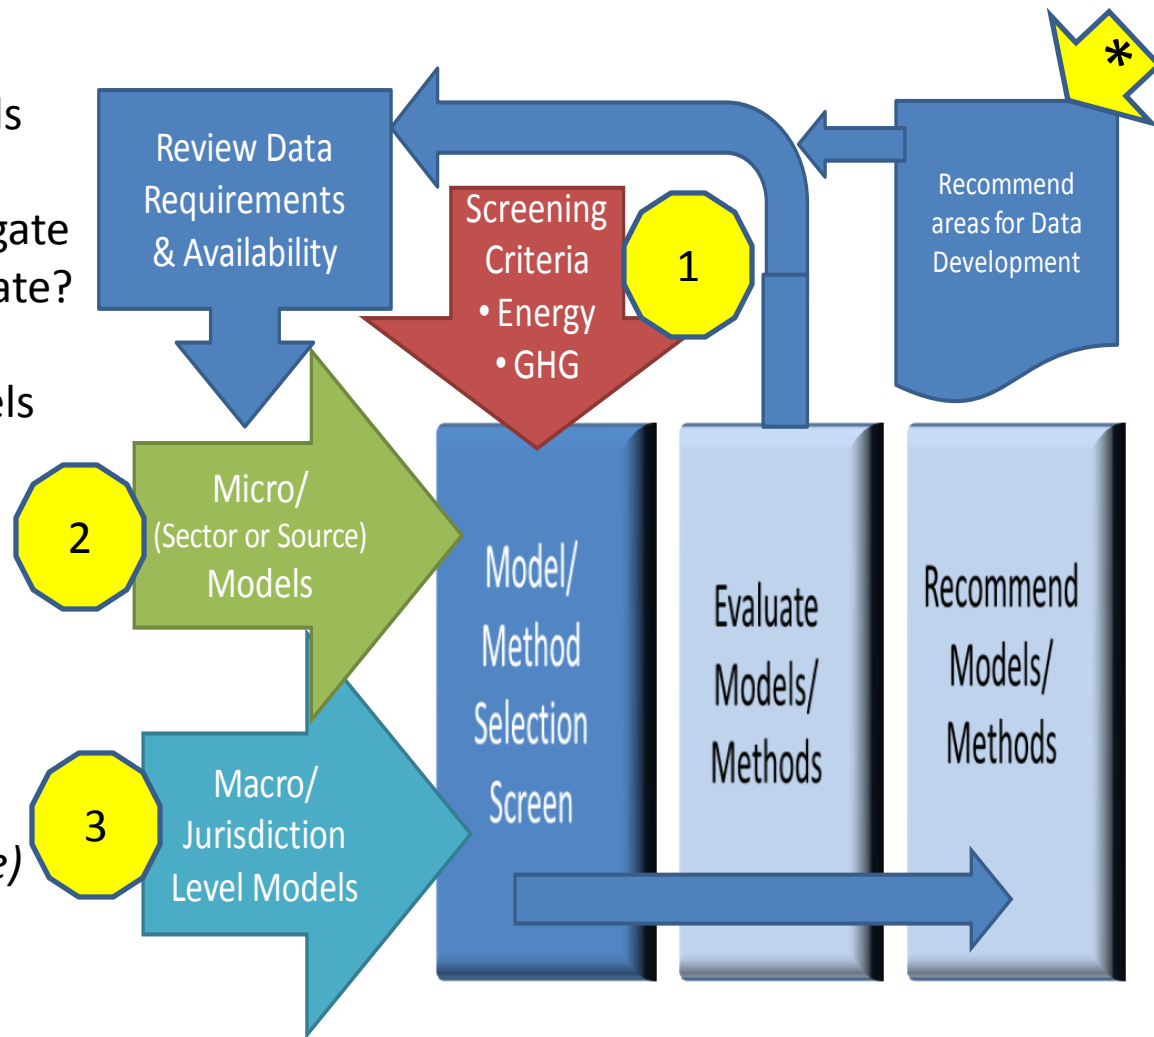 ls
gate
ate?
els
e)
*
Review Data
Requirements
& Availability
Screening
Criteria
• Energy
• GHG
1
Recommend
areas for Data
Development
2
Micro/
(Sector or Source)
Models
3
Macro/
Jurisdiction
Level Models
Model/
Method
Selection
Screen
Evaluate
Models/
Methods
Recommend
Models/
Methods